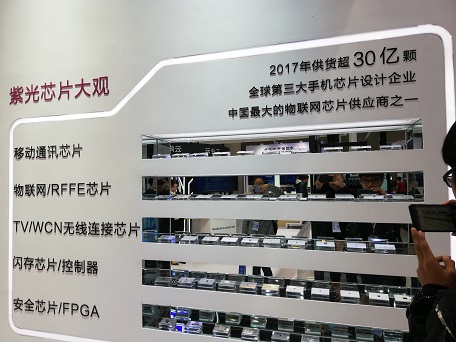 紫光芯片大观
2017年供货超30亿颗
全球第三大手机芯片设计企业
中国最大的物联网芯片供应商之一
移动通讯芯片
物联网/RFFE芯片
TV/WCN无线连接芯片
闪存芯片/控制器
安全芯片/FPGA